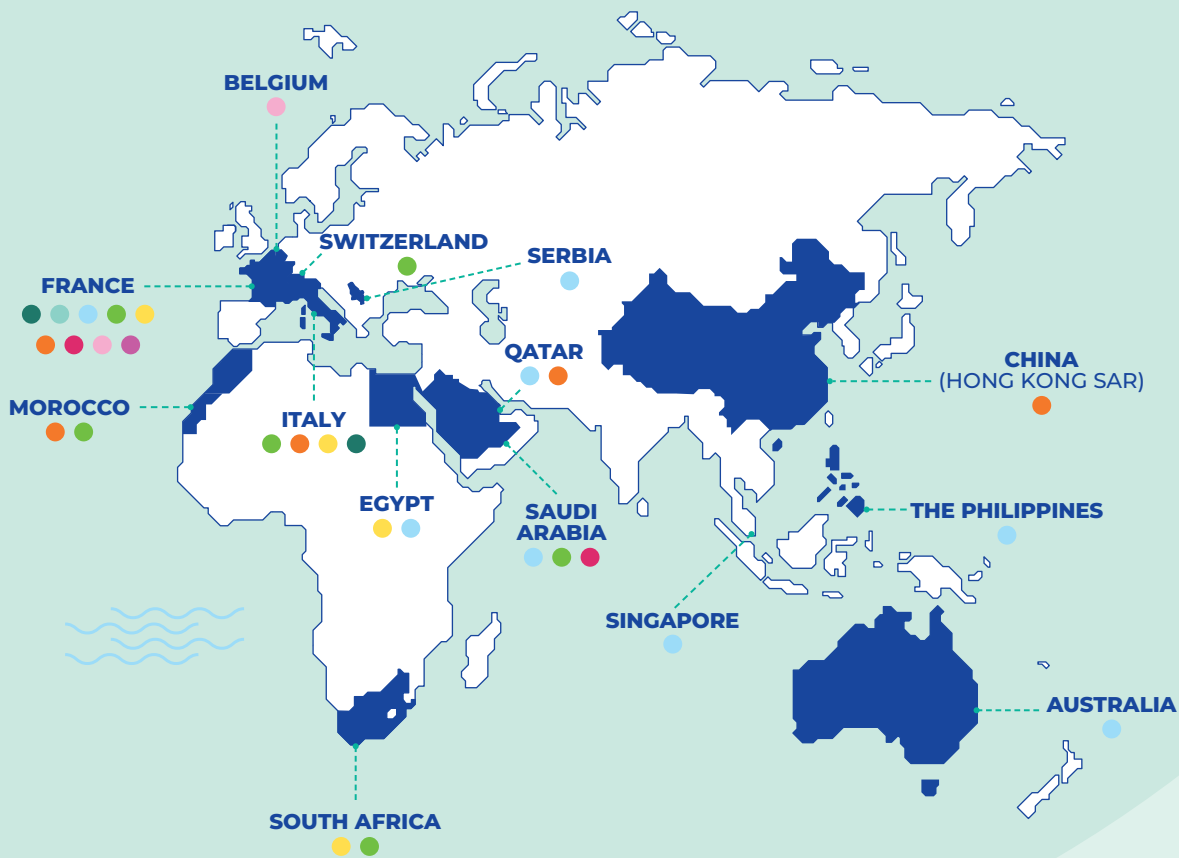 BELGIUM
SWITZERLAND
SERBIA
FRANCE
QATAR
CHINA
(HONG KONG SAR)
MOROCCO
ITALY
EGYPT
SAUDI
ARABIA
THE PHILIPPINES
SINGAPORE
AUSTRALIA
SOUTH AFRICA